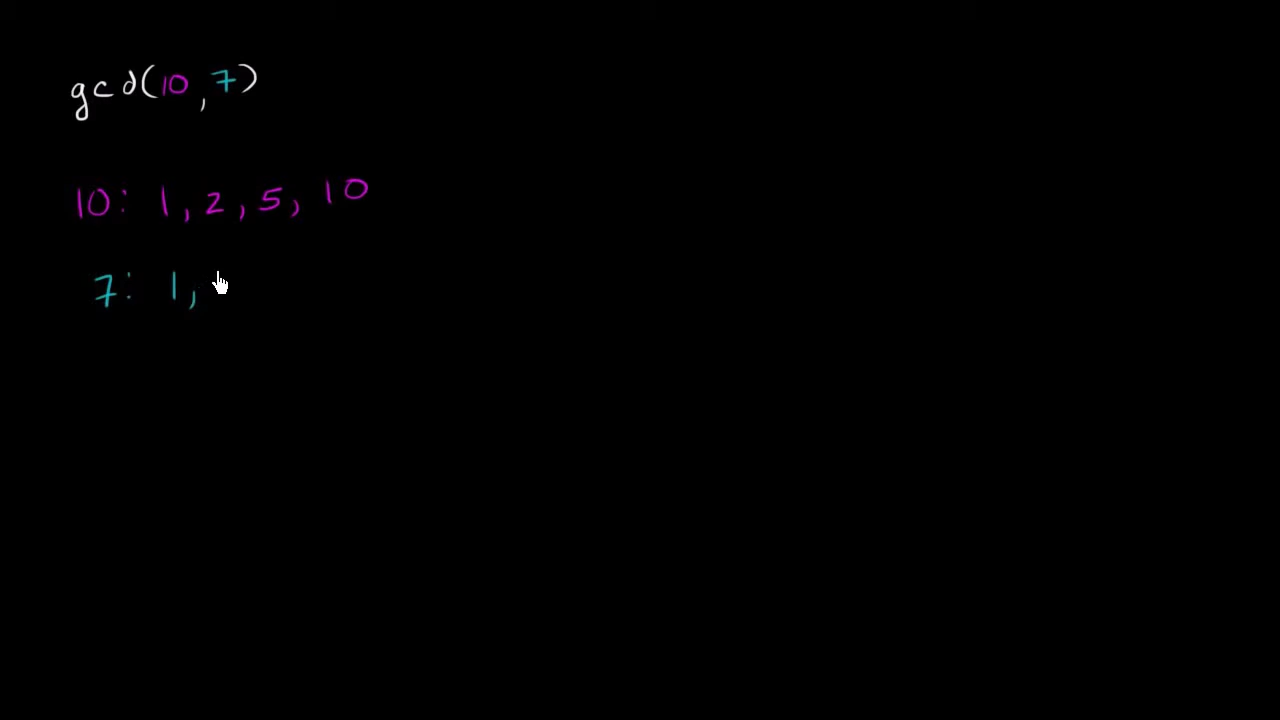 gcd(10,7)
10: 1, 2, 5, 10
7: 1,